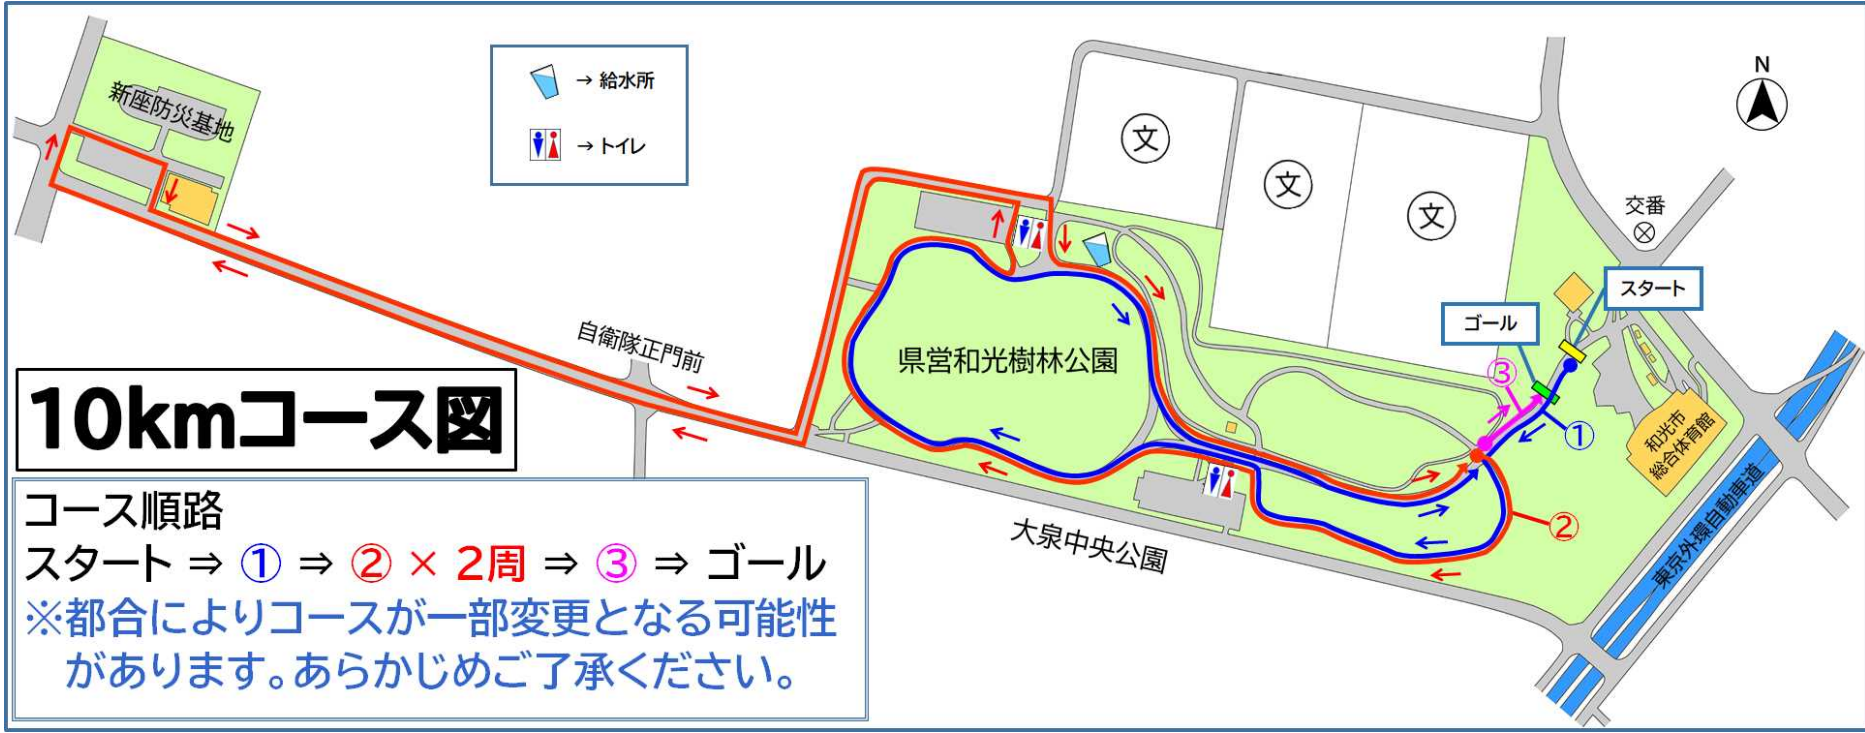 新座防災基地
→ 給水所
→ トイレ
文
文
文
N
交番
スタート
ゴール
自衛隊正門前
県営和光樹林公園
③
①
和光市
総合体育館
②
大泉中央公園
東京外環自動車道
10kmコース図
コース順路
スタート ⇒ ① ⇒ ② × 2周 ⇒ ③ ⇒ ゴール
※都合によりコースが一部変更となる可能性
があります。あらかじめご了承ください。